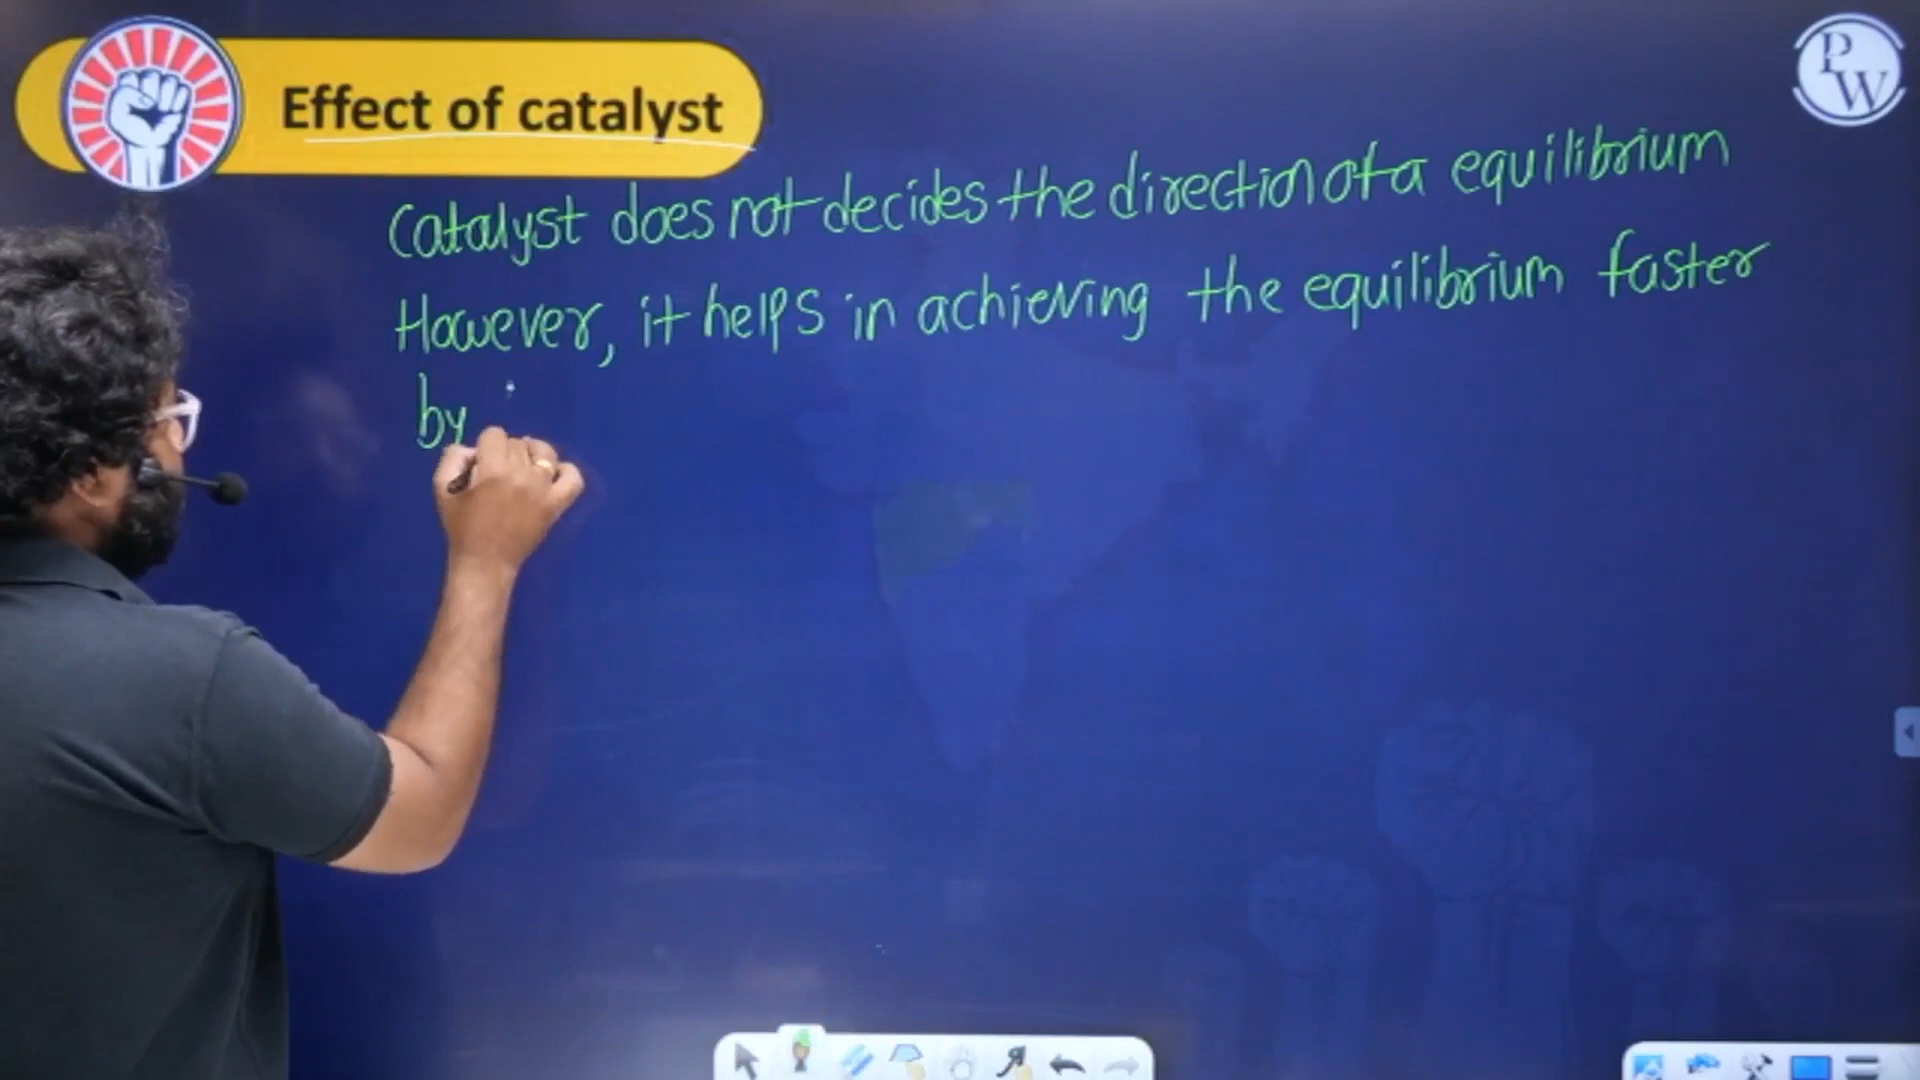 Effect of catalyst
PW
Catalyst does not decides the direction of a equilibrium
However, it helps in achieving the equilibrium faster
by